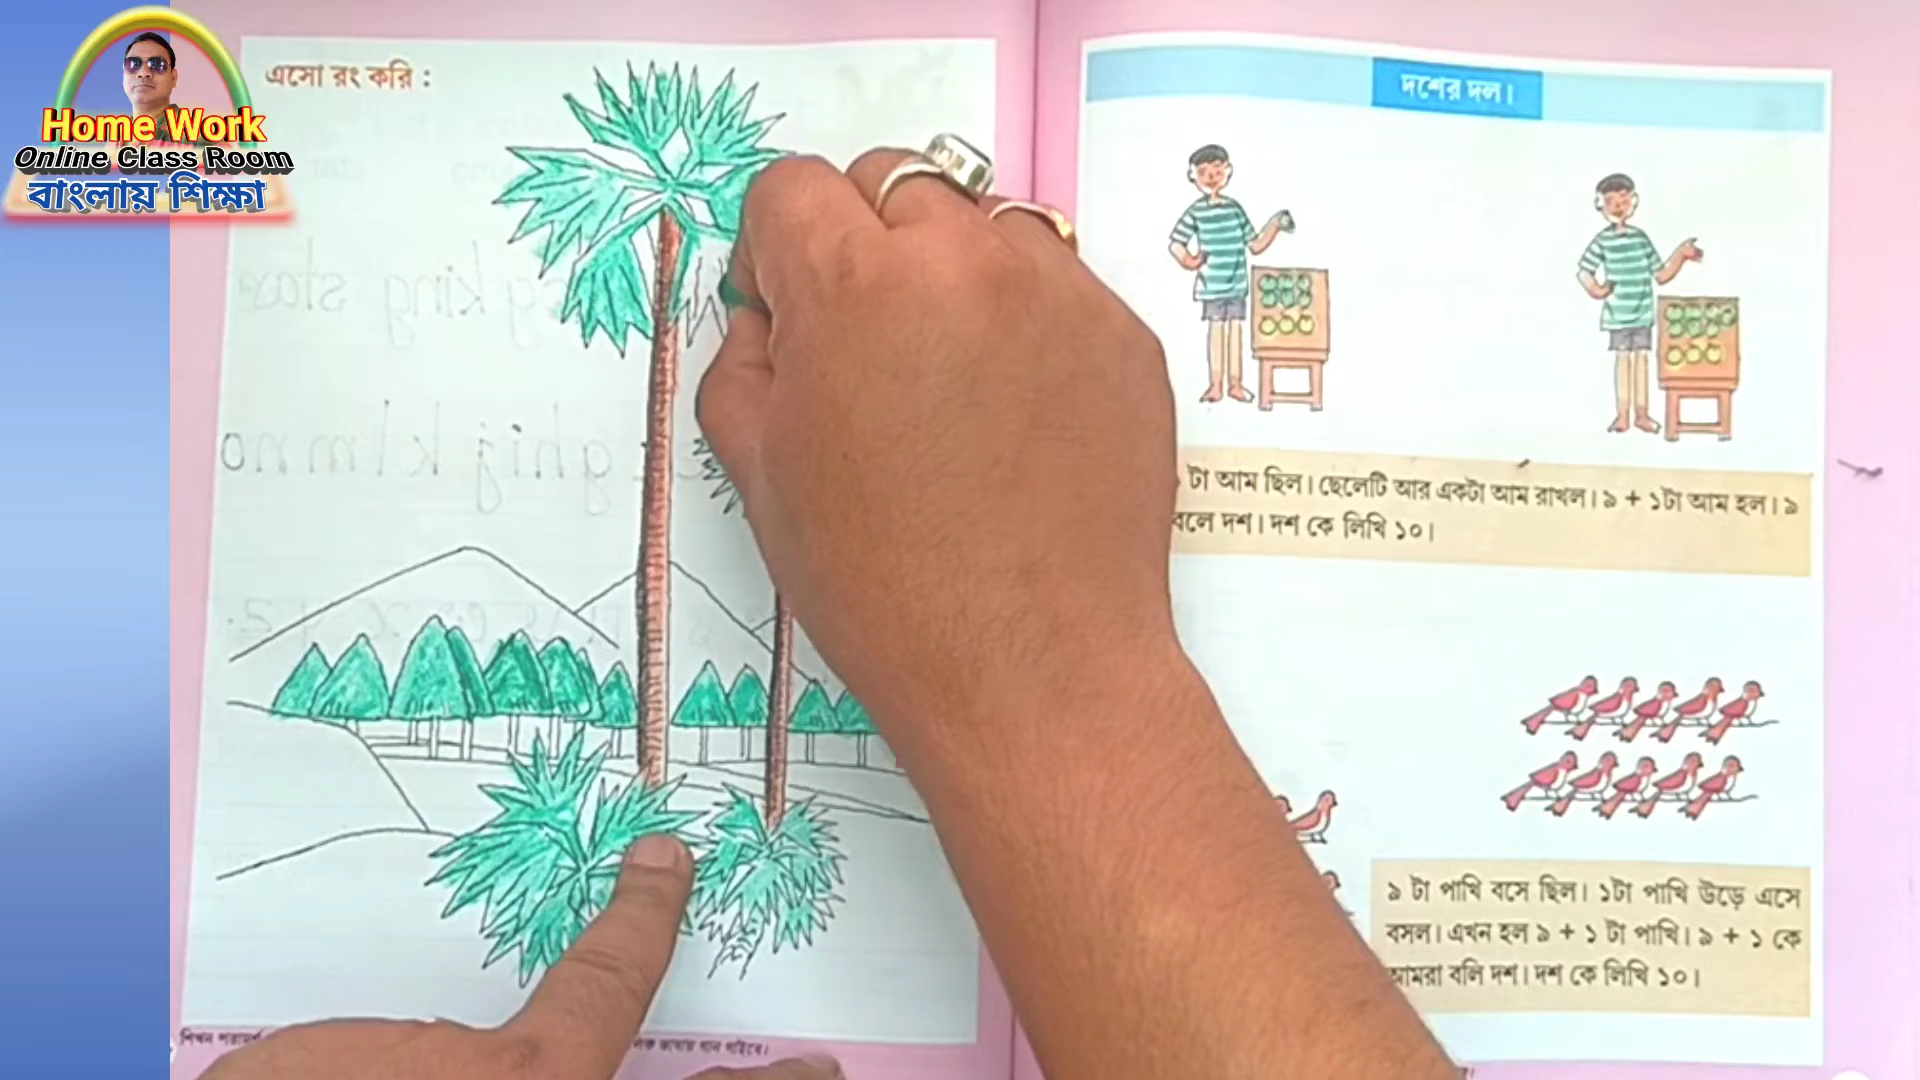 Home Work
Online Class Room
বাংলায় শিক্ষা
এসো রং করি :
দশের দল।
টা আম ছিল। ছেলেটি আর একটা আম রাখল। ৯ + ১টা আম হল। ৯
বলে দশ। দশ কে লিখি ১০।
৯ টা পাখি বসে ছিল। ১টা পাখি উড়ে এসে
বসল। এখন হল ৯ + ১ টা পাখি। ৯ + ১ কে
আমরা বলি দশ। দশ কে লিখি ১০।
শিখন
ভাষায় গান গাইবে।